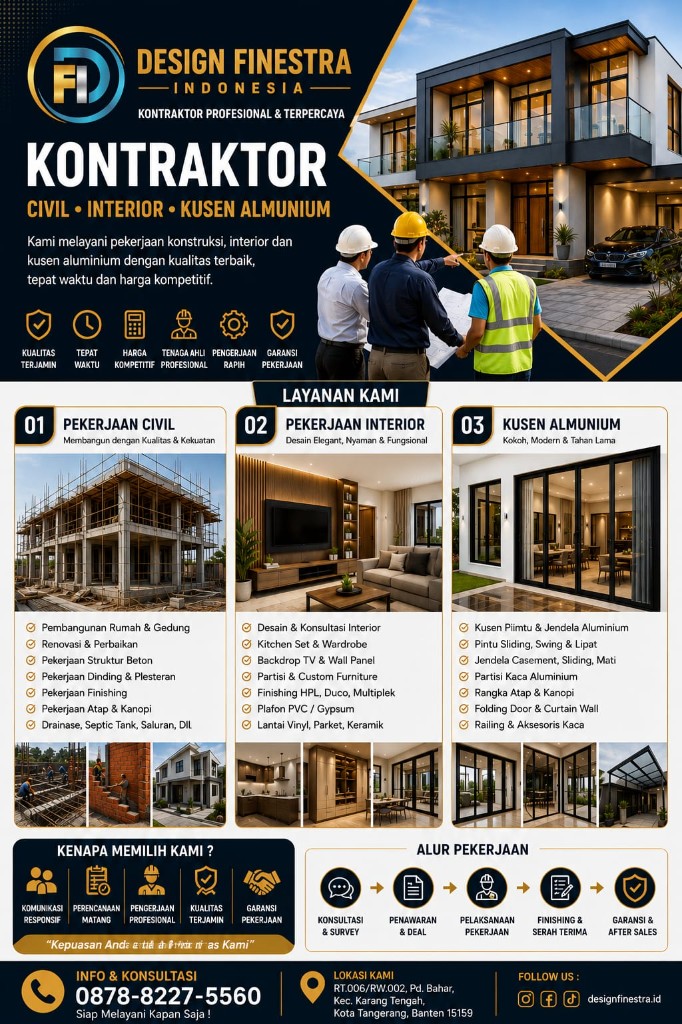 DESIGN FINESTRA
INDONESIA
KONTRAKTOR PROFESIONAL & TERPERCAYA
KONTRAKTOR
CIVIL • INTERIOR • KUSEN ALMUNIUM
Kami melayani pekerjaan konstruksi, interior dan
kusen aluminium dengan kualitas terbaik,
tepat waktu dan harga kompetitif.
KUALITAS
TERJAMIN
TEPAT
WAKTU
HARGA
KOMPETITIF
TENAGA AHLI
PROFESIONAL
PENGERJAAN
RAPIH
GARANSI
PEKERJAAN
LAYANAN KAMI
01 PEKERJAAN CIVIL
Membangun dengan Kualitas & Kekuatan
Pembangunan Rumah & Gedung
Renovasi & Perbaikan
Pekerjaan Struktur Beton
Pekerjaan Dinding & Plesteran
Pekerjaan Finishing
Pekerjaan Atap & Kanopi
Drainase, Septic Tank, Saluran, Dll.
02 PEKERJAAN INTERIOR
Desain Elegant, Nyaman & Fungsional
Desain & Konsultasi Interior
Kitchen Set & Wardrobe
Backdrop TV & Wall Panel
Partisi & Custom Furniture
Finishing HPL, Duco, Multiplek
Plafon PVC / Gypsum
Lantai Vinyl, Parket, Keramik
03 KUSEN ALMUNIUM
Kokoh, Modern & Tahan Lama
Kusen Piimtu & Jendela Aluminium
Pintu Sliding, Swing & Lipat
Jendela Casement, Sliding, Mati
Partisi Kaca Aluminium
Rangka Atap & Kanopi
Folding Door & Curtain Wall
Railing & Aksesoris Kaca
KENAPA MEMILIH KAMI ?
KOMUNIKASI
RESPONSIF
PERENCANAAN
MATANG
PENGERJAAN
PROFESIONAL
KUALITAS
TERJAMIN
GARANSI
PEKERJAAN
“Kepuasan Kami”
ALUR PEKERJAAN
KONSULTASI
& SURVEY
PENAWARAN
& DEAL
PELAKSANAAN
PEKERJAAN
FINISHING &
SERAH TERIMA
GARANSI &
AFTER SALES
INFO & KONSULTASI
0878-8227-5560
Siap Melayani Kapan Saja !
LOKASI KAMI
RT.006/RW.002, Pd. Bahar,
Kec. Karang Tengah,
Kota Tangerang, Banten 15159
FOLLOW US :
designfinestra.id